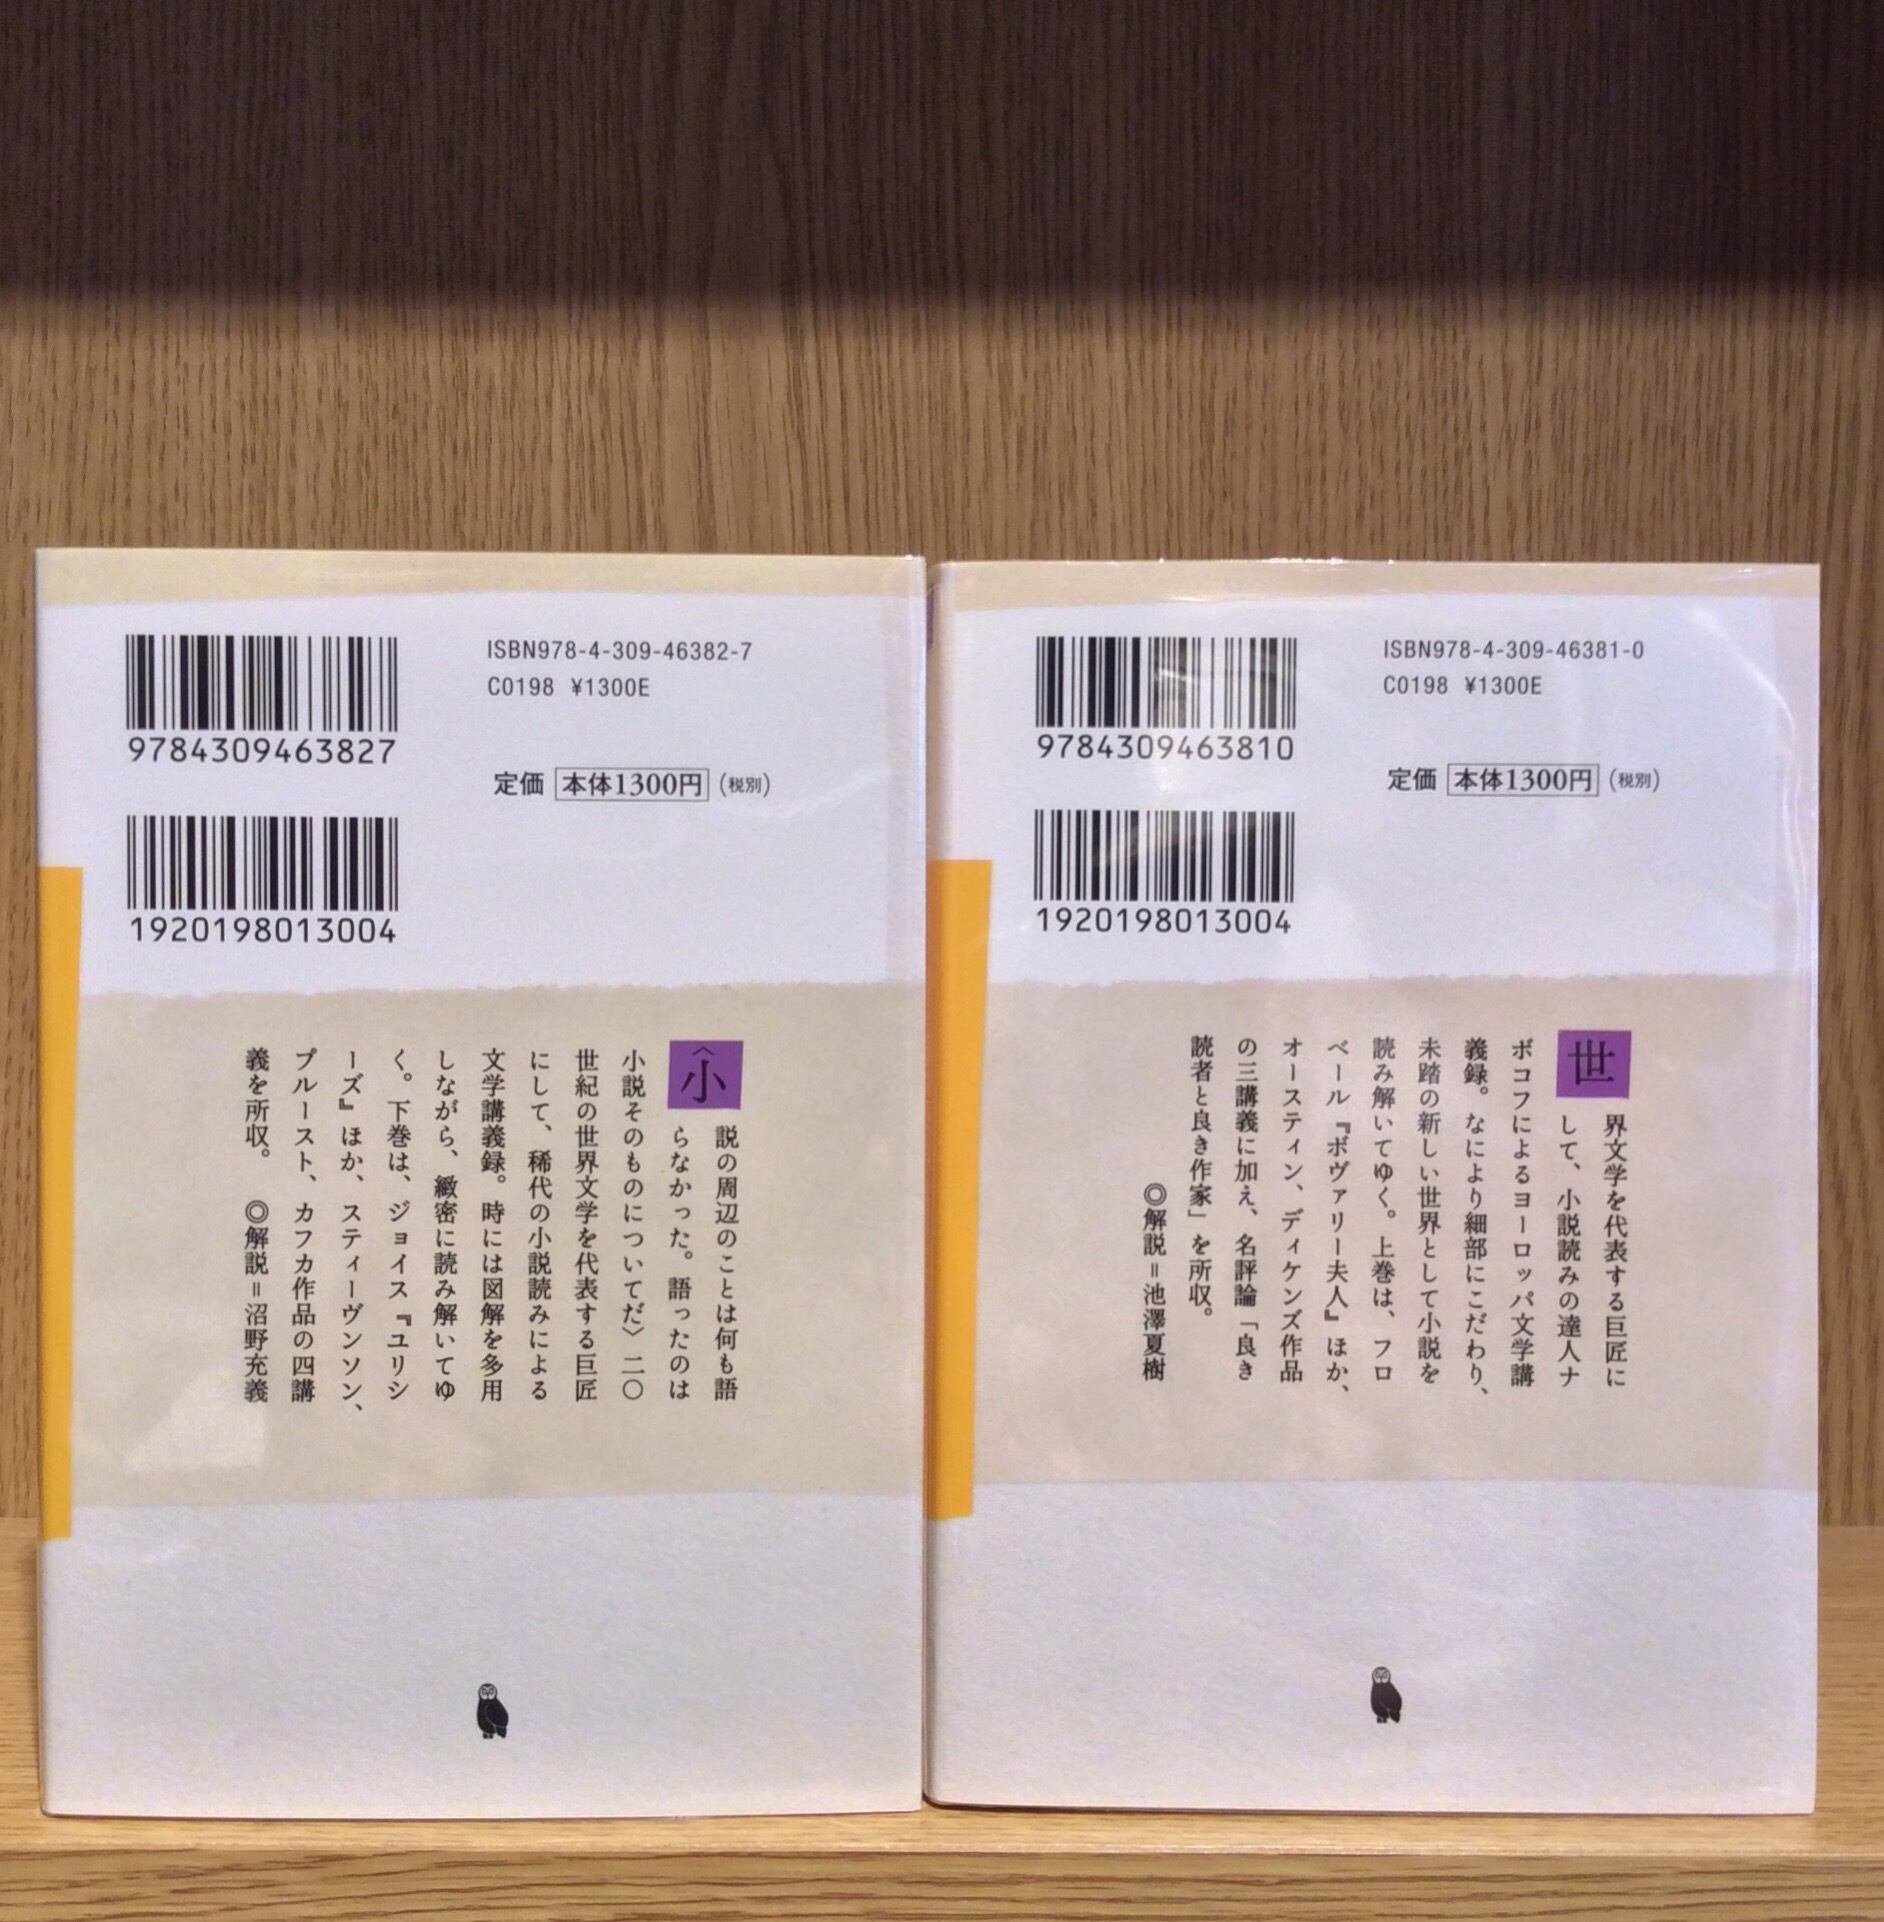 ISBN978-4-309-46382-7
C0198 ¥1300E
9784309463827
定価 本体1300円 (税別)
1920198013004
〈小説の周辺のことは何も語
らなかった。語ったのは
小説そのものについてだ〉二〇
世紀の世界文学を代表する巨匠
にして、稀代の小説読みによる
文学講義録。時には図解を多用
しながら、緻密に読み解いてゆ
く。下巻は、ジョイス『ユリシ
ーズ』ほか、スティーヴンソン、
プルースト、カフカ作品の四講
義を所収。 ◎解説=沼野充義
ISBN978-4-309-46381-0
C0198 ¥1300E
9784309463810
定価 本体1300円 (税別)
1920198013004
世界文学を代表する巨匠に
して、小説読みの達人ナ
ボコフによるヨーロッパ文学講
義録。なにより細部にこだわり、
未踏の新しい世界として小説を
読み解いてゆく。上巻は、フロ
ベール『ボヴァリー夫人』ほか、
オースティン、ディケンズ作品
の三講義に加え、名評論「良き
読者と良き作家」を所収。
◎解説=池澤夏樹